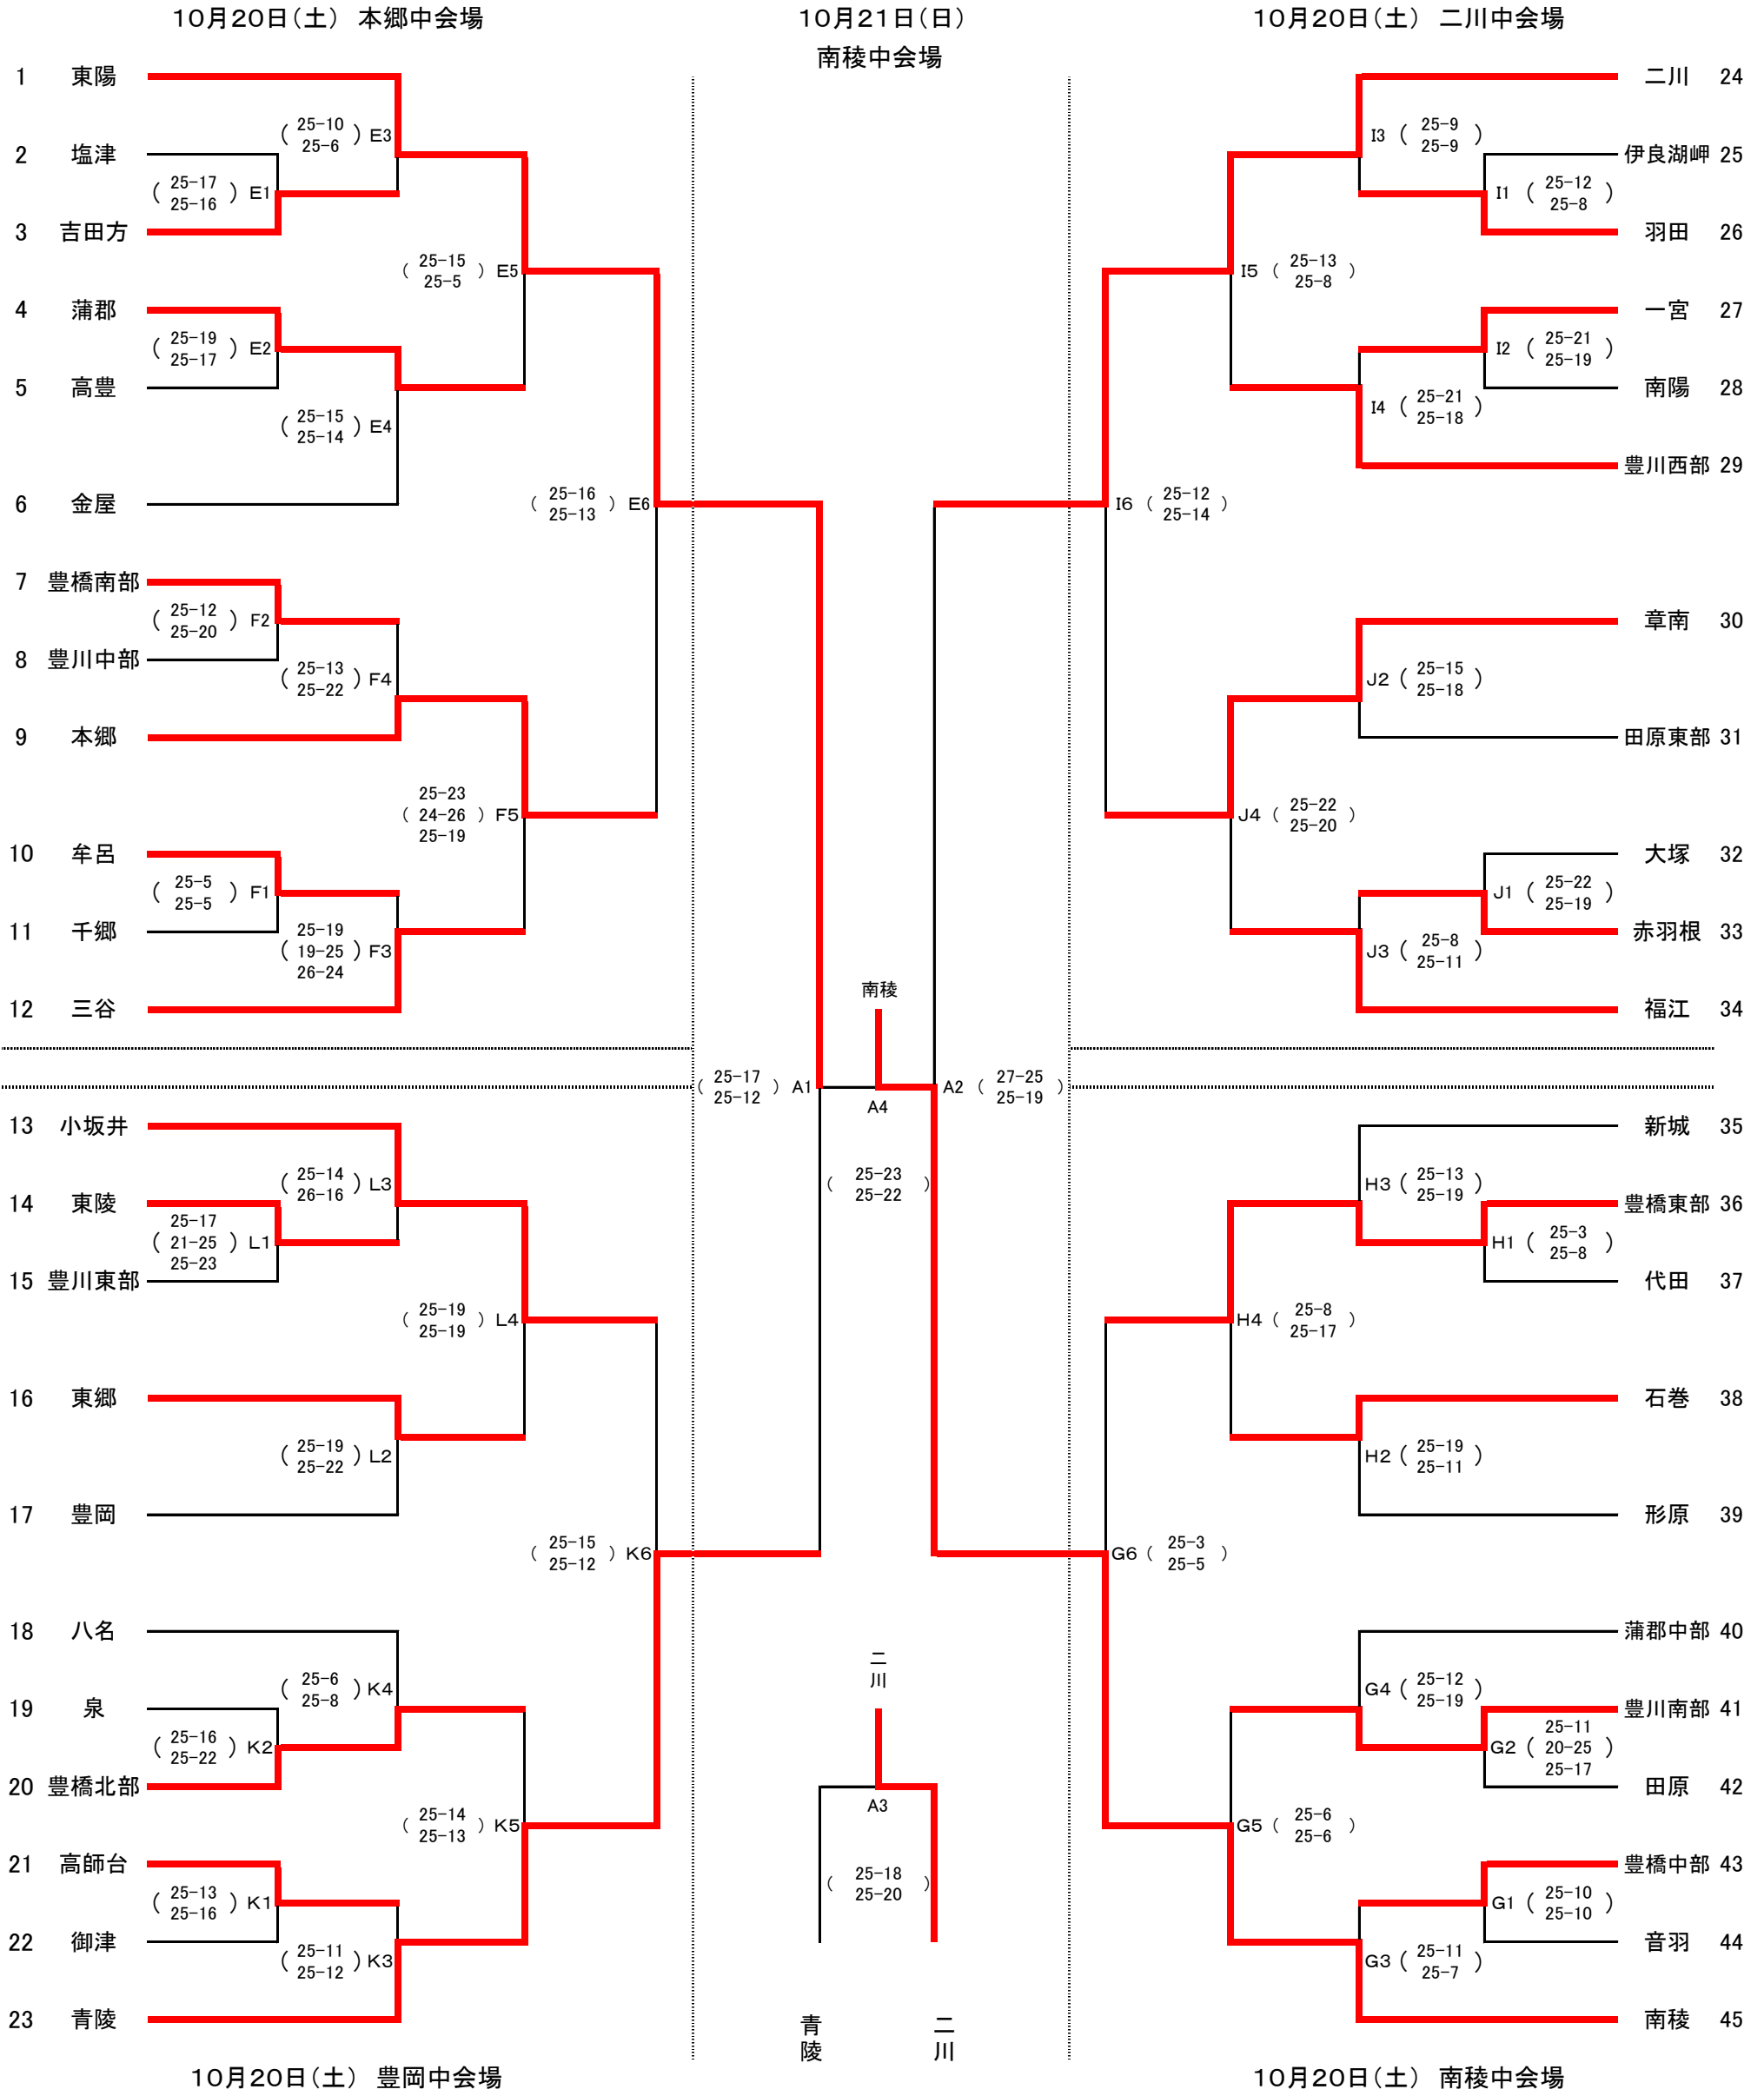 10月20日(土) 本郷中会場
10月21日(日)
南稜中会場
10月20日(土) 二川中会場
1 東陽
2 塩津
3 吉田方
4 蒲郡
5 高豊
6 金屋
7 豊橋南部
8 豊川中部
9 本郷
10 牟呂
11 千郷
12 三谷
( 25-10 25-6 ) E3
( 25-17 25-16 ) E1
( 25-15 25-5 ) E5
( 25-19 25-17 ) E2
( 25-15 25-14 ) E4
( 25-16 25-13 ) E6
( 25-12 25-20 ) F2
( 25-13 25-22 ) F4
( 25-23 24-26 25-19 ) F5
( 25-5 25-5 ) F1
( 25-19 19-25 26-24 ) F3
二川 24
伊良湖岬 25
羽田 26
一宮 27
南陽 28
豊川西部 29
章南 30
田原東部 31
大塚 32
赤羽根 33
福江 34
I3 ( 25-9 25-9 )
I1 ( 25-12 25-8 )
I5 ( 25-13 25-8 )
I2 ( 25-21 25-19 )
I4 ( 25-21 25-18 )
I6 ( 25-12 25-14 )
J2 ( 25-15 25-18 )
J4 ( 25-22 25-20 )
J1 ( 25-22 25-19 )
J3 ( 25-8 25-11 )
南稜
( 25-17 25-12 ) A1
A4
A2 ( 27-25 25-19 )
( 25-23 25-22 )
13 小坂井
14 東陵
15 豊川東部
16 東郷
17 豊岡
18 八名
19 泉
20 豊橋北部
21 高師台
22 御津
23 青陵
( 25-14 26-16 ) L3
( 25-17 21-25 25-23 ) L1
( 25-19 25-19 ) L4
( 25-19 25-22 ) L2
( 25-15 25-12 ) K6
( 25-6 25-8 ) K4
( 25-16 25-22 ) K2
( 25-14 25-13 ) K5
( 25-13 25-16 ) K1
( 25-11 25-12 ) K3
新城 35
豊橋東部 36
代田 37
石巻 38
形原 39
蒲郡中部 40
豊川南部 41
田原 42
豊橋中部 43
音羽 44
南稜 45
H3 ( 25-13 25-19 )
H1 ( 25-3 25-8 )
H4 ( 25-8 25-17 )
H2 ( 25-19 25-11 )
G6 ( 25-3 25-5 )
G4 ( 25-12 25-19 )
G2 ( 25-11 20-25 25-17 )
G5 ( 25-6 25-6 )
G1 ( 25-10 25-10 )
G3 ( 25-11 25-7 )
二川
A3
( 25-18 25-20 )
青陵
二川
10月20日(土) 豊岡中会場
10月20日(土) 南稜中会場